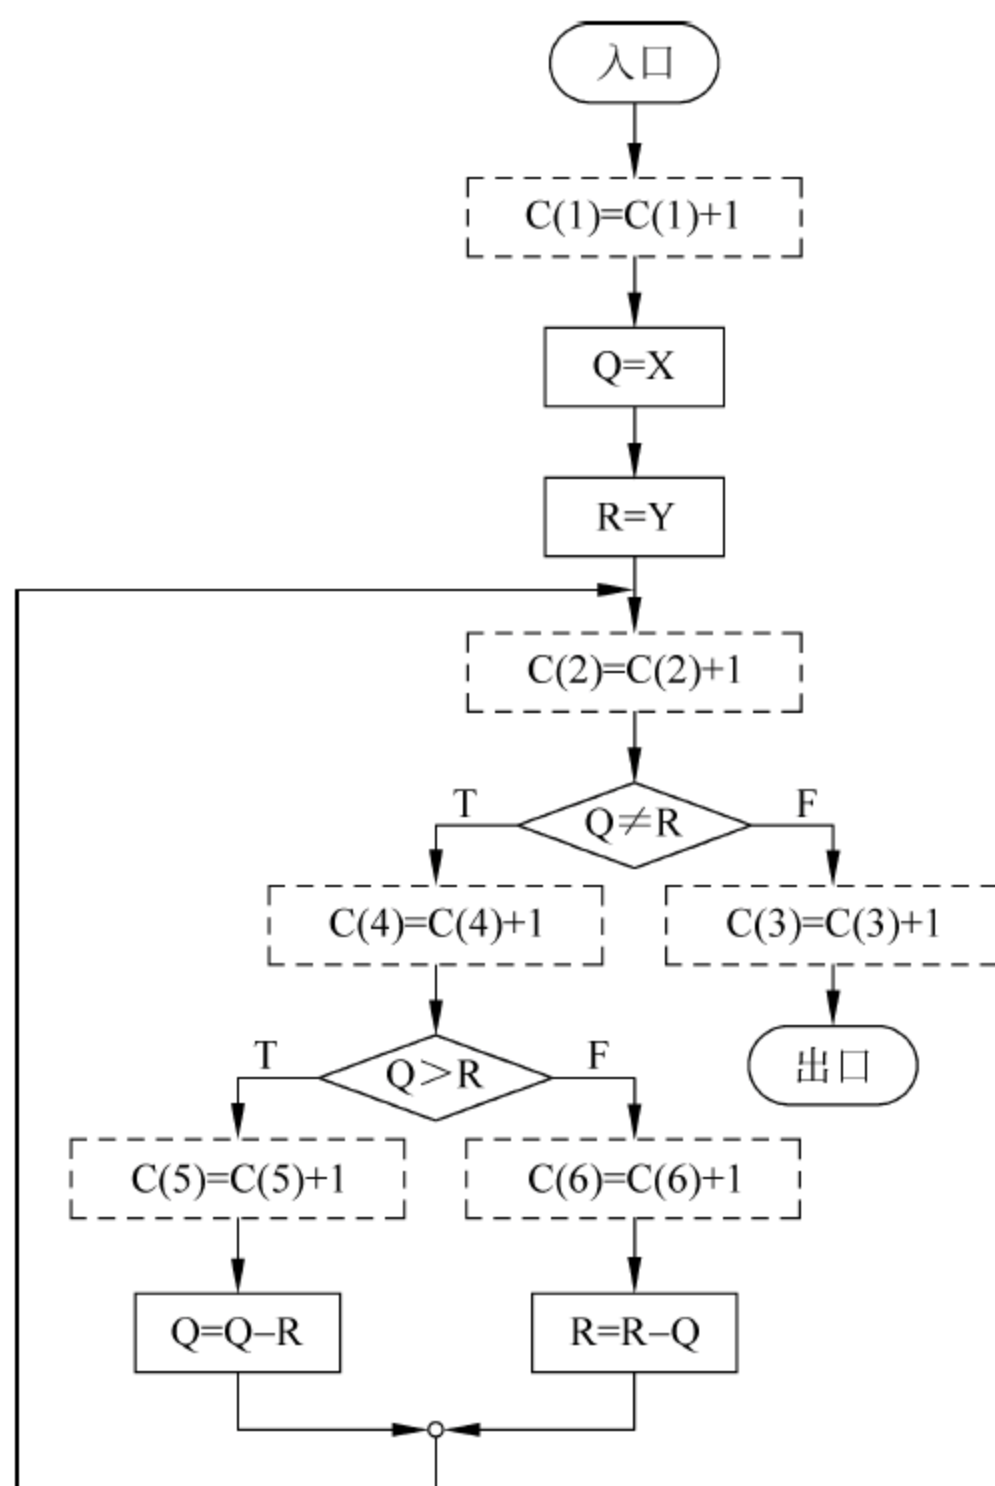 入口
C(1)=C(1)+1
Q=X
R=Y
C(2)=C(2)+1
T
Q≠R
F
C(4)=C(4)+1
C(3)=C(3)+1
T
Q>R
F
出口
C(5)=C(5)+1
C(6)=C(6)+1
Q=Q–R
R=R–Q